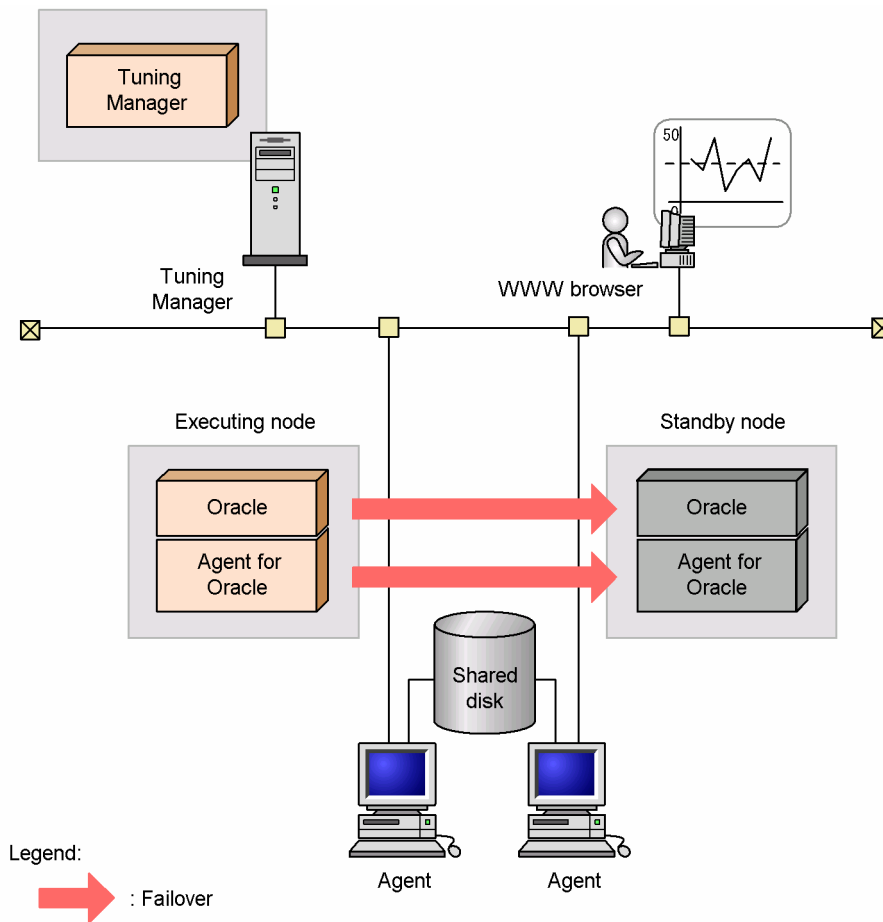 Tuning
Manager
50
0
Tuning
Manager
WWW browser
Executing node
Standby node
Oracle
Agent for
Oracle
Oracle
Agent for
Oracle
Shared
disk
Agent
Agent
Legend:
: Failover